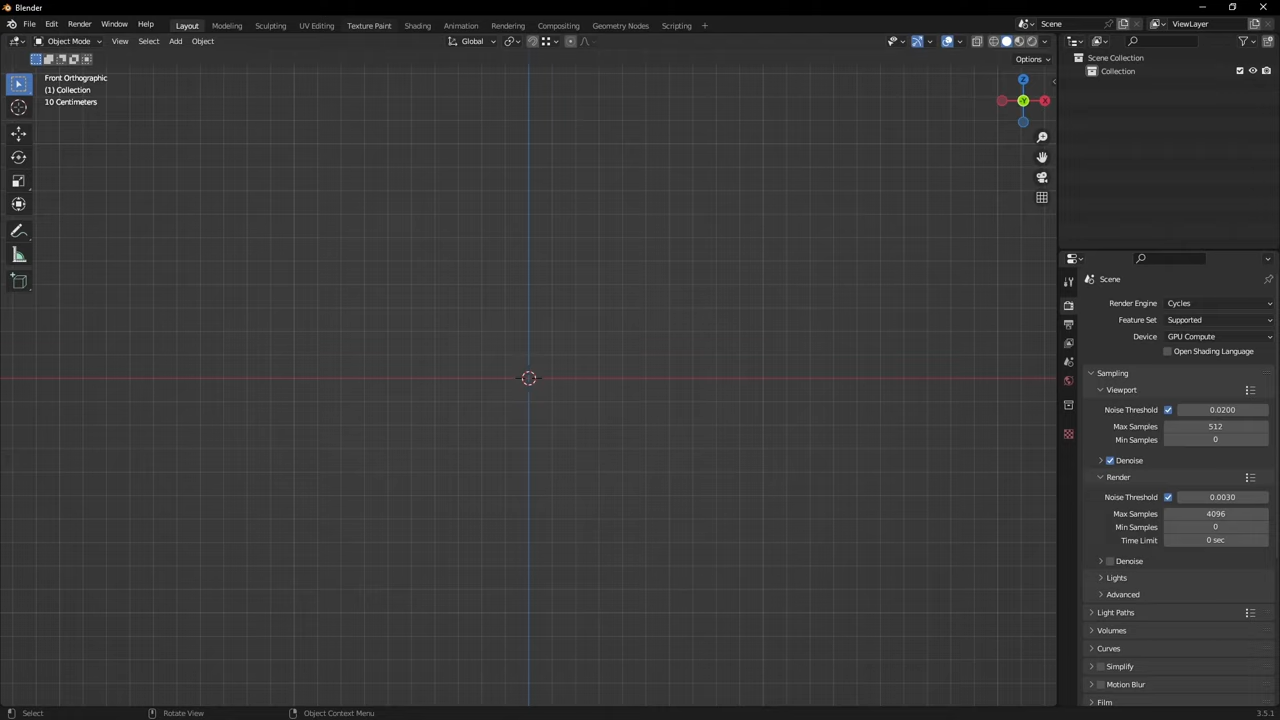 Blender
File Edit Render Window Help Layout Modeling Sculpting UV Editing Texture Paint Shading Animation Rendering Compositing Geometry Nodes Scripting + Scene ViewLayer
Object Mode View Select Add Object Global
Options
Front Orthographic
(1) Collection
10 Centimeters
Z
Y
X
Scene Collection
Collection
Scene
Render Engine Cycles
Feature Set Supported
Device GPU Compute
Open Shading Language
Sampling
Viewport
Noise Threshold 0.0200
Max Samples 512
Min Samples 0
Denoise
Render
Noise Threshold 0.0030
Max Samples 4096
Min Samples 0
Time Limit 0 sec
Denoise
Lights
Advanced
Light Paths
Volumes
Curves
Simplify
Motion Blur
Film
Select Rotate View Object Context Menu 3.5.1